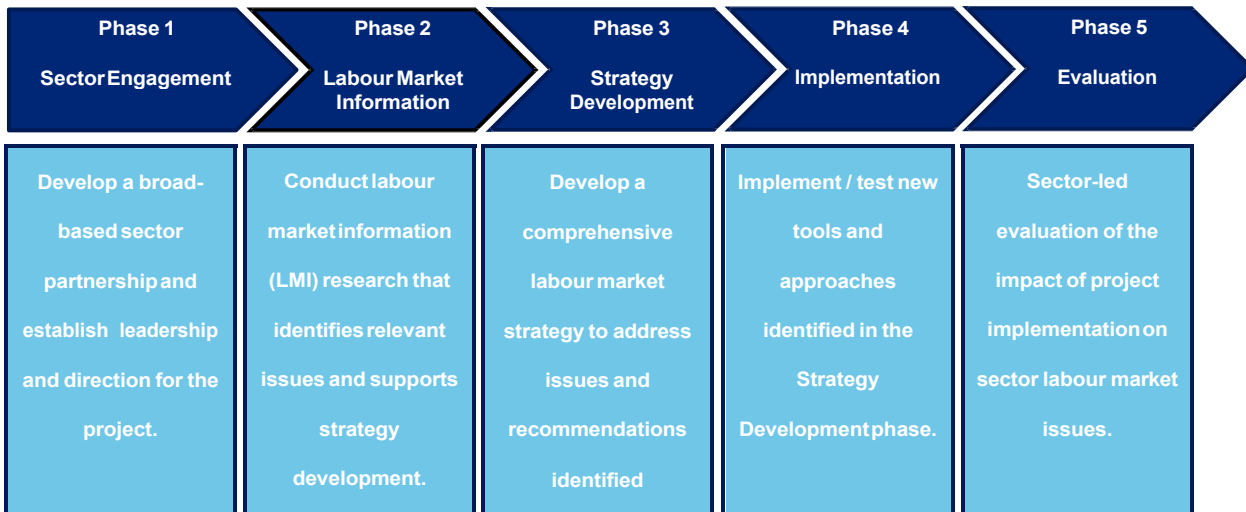 Phase 1
Sector Engagement
Phase 2
Labour Market
Information
Phase 3
Strategy
Development
Phase 4
Implementation
Phase 5
Evaluation
Develop a broad-
based sector
partnership and
establish leadership
and direction for the
project.
Conduct labour
market information
(LMI) research that
identifies relevant
issues and supports
strategy
development.
Develop a
comprehensive
labour market
strategy to address
issues and
recommendations
identified
Implement / test new
tools and
approaches
identified in the
Strategy
Development phase.
Sector-led
evaluation of the
impact of project
implementation on
sector labour market
issues.